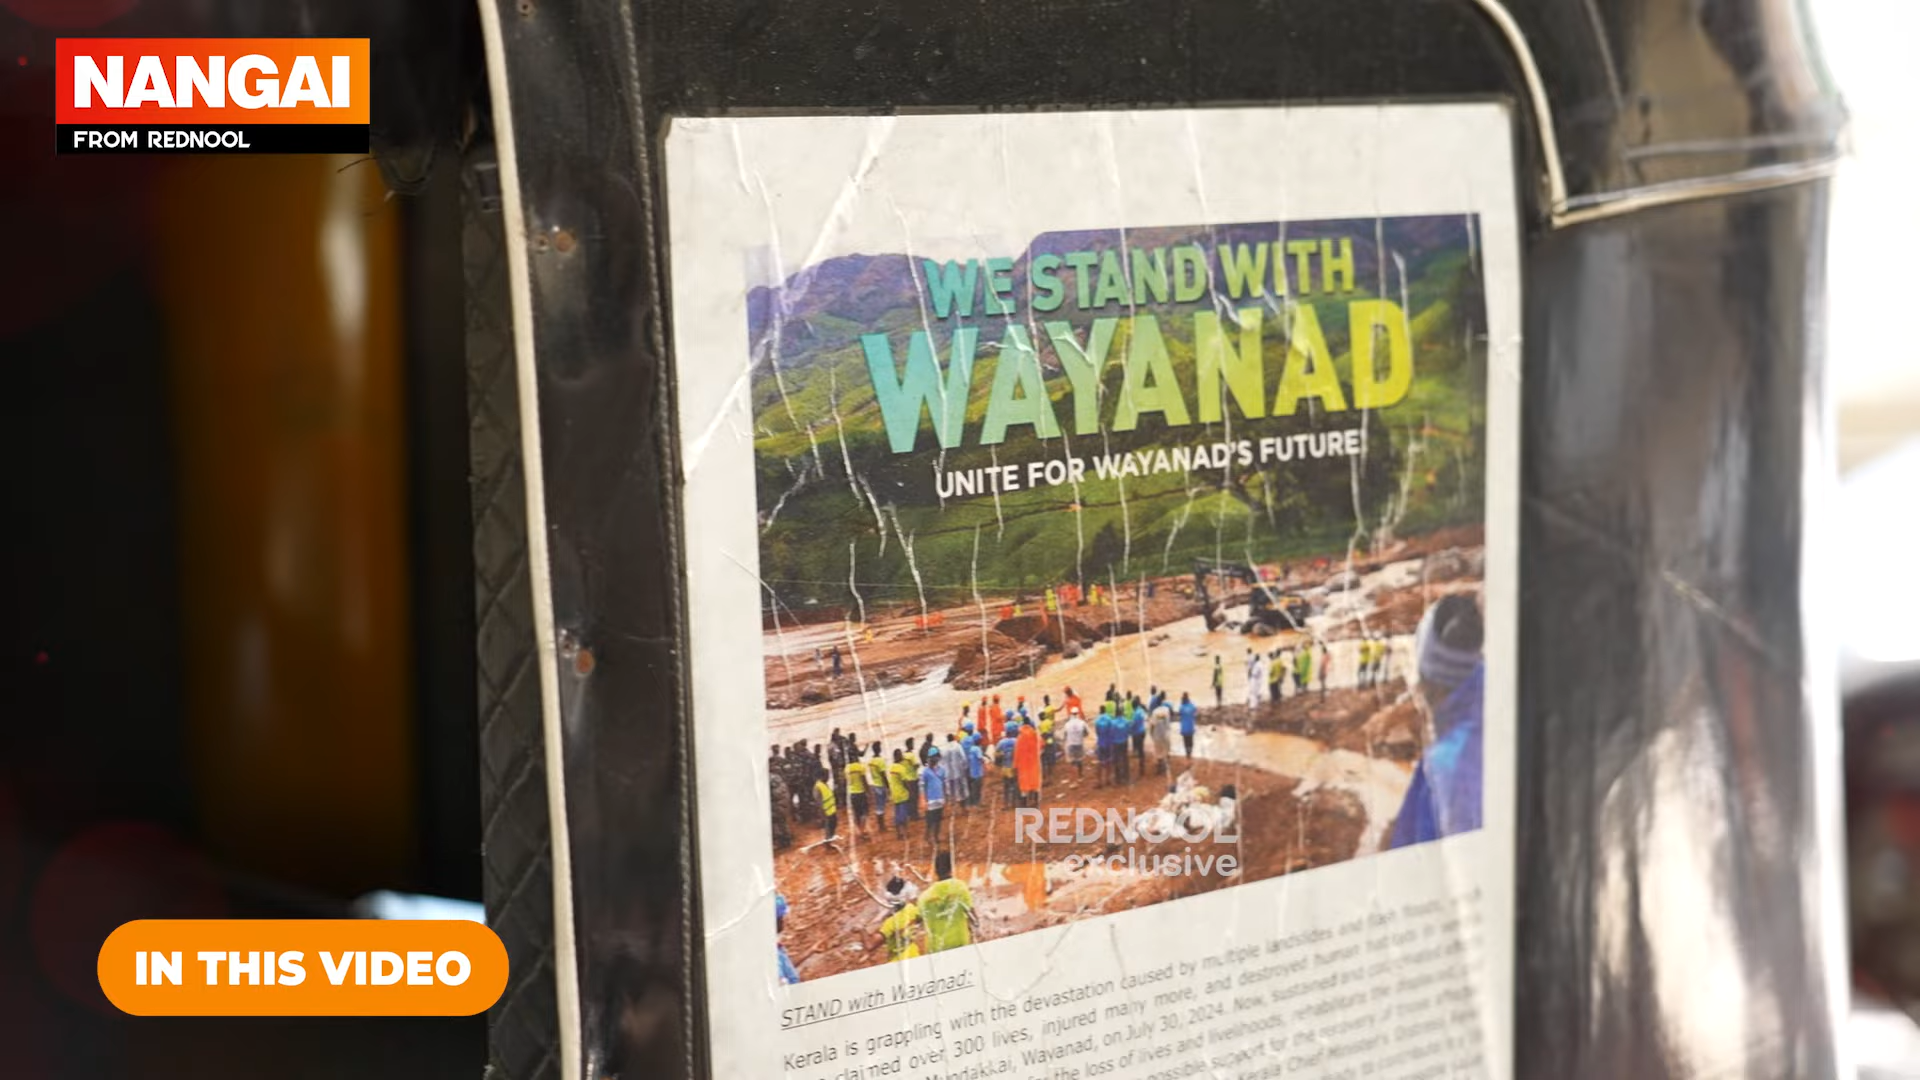 NANGAI
FROM REDNOOL
WE STAND WITH
WAYANAD
UNITE FOR WAYANAD'S FUTURE!
REDNOOL
exclusive
IN THIS VIDEO
STAND with Wayanad:
Kerala is grappling with the devastation caused by multiple landslides and flash floods,
claimed over 300 lives, injured many more, and destroyed human habitats in
Mundakkai, Wayanad, on July 30, 2024. Now, sustained and coordinated
the loss of lives and livelihoods, rehabilitate the
possible support for the recovery of
Kerala Chief Minister's Distress